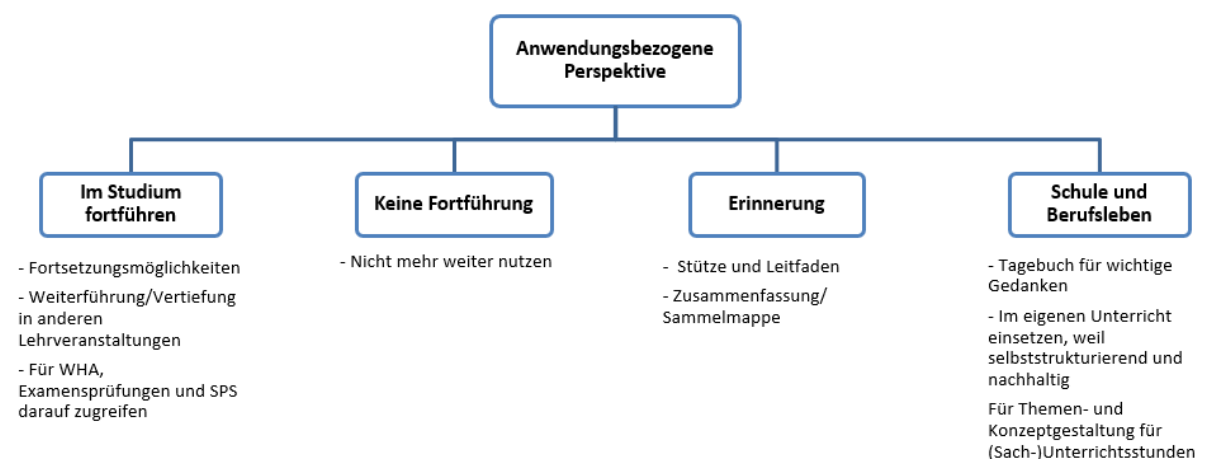 Anwendungsbezogene
Perspektive
Im Studium
fortführen
- Fortsetzungsmöglichkeiten
- Weiterführung/Vertiefung
in anderen
Lehrveranstaltungen
- Für WHA,
Examensprüfungen und SPS
darauf zugreifen
Keine Fortführung
- Nicht mehr weiter nutzen
Erinnerung
- Stütze und Leitfaden
- Zusammenfassung/
Sammelmappe
Schule und
Berufsleben
- Tagebuch für wichtige
Gedanken
- Im eigenen Unterricht
einsetzen, weil
selbststrukturierend und
nachhaltig
Für Themen- und
Konzeptgestaltung für
(Sach-)Unterrichtsstunden